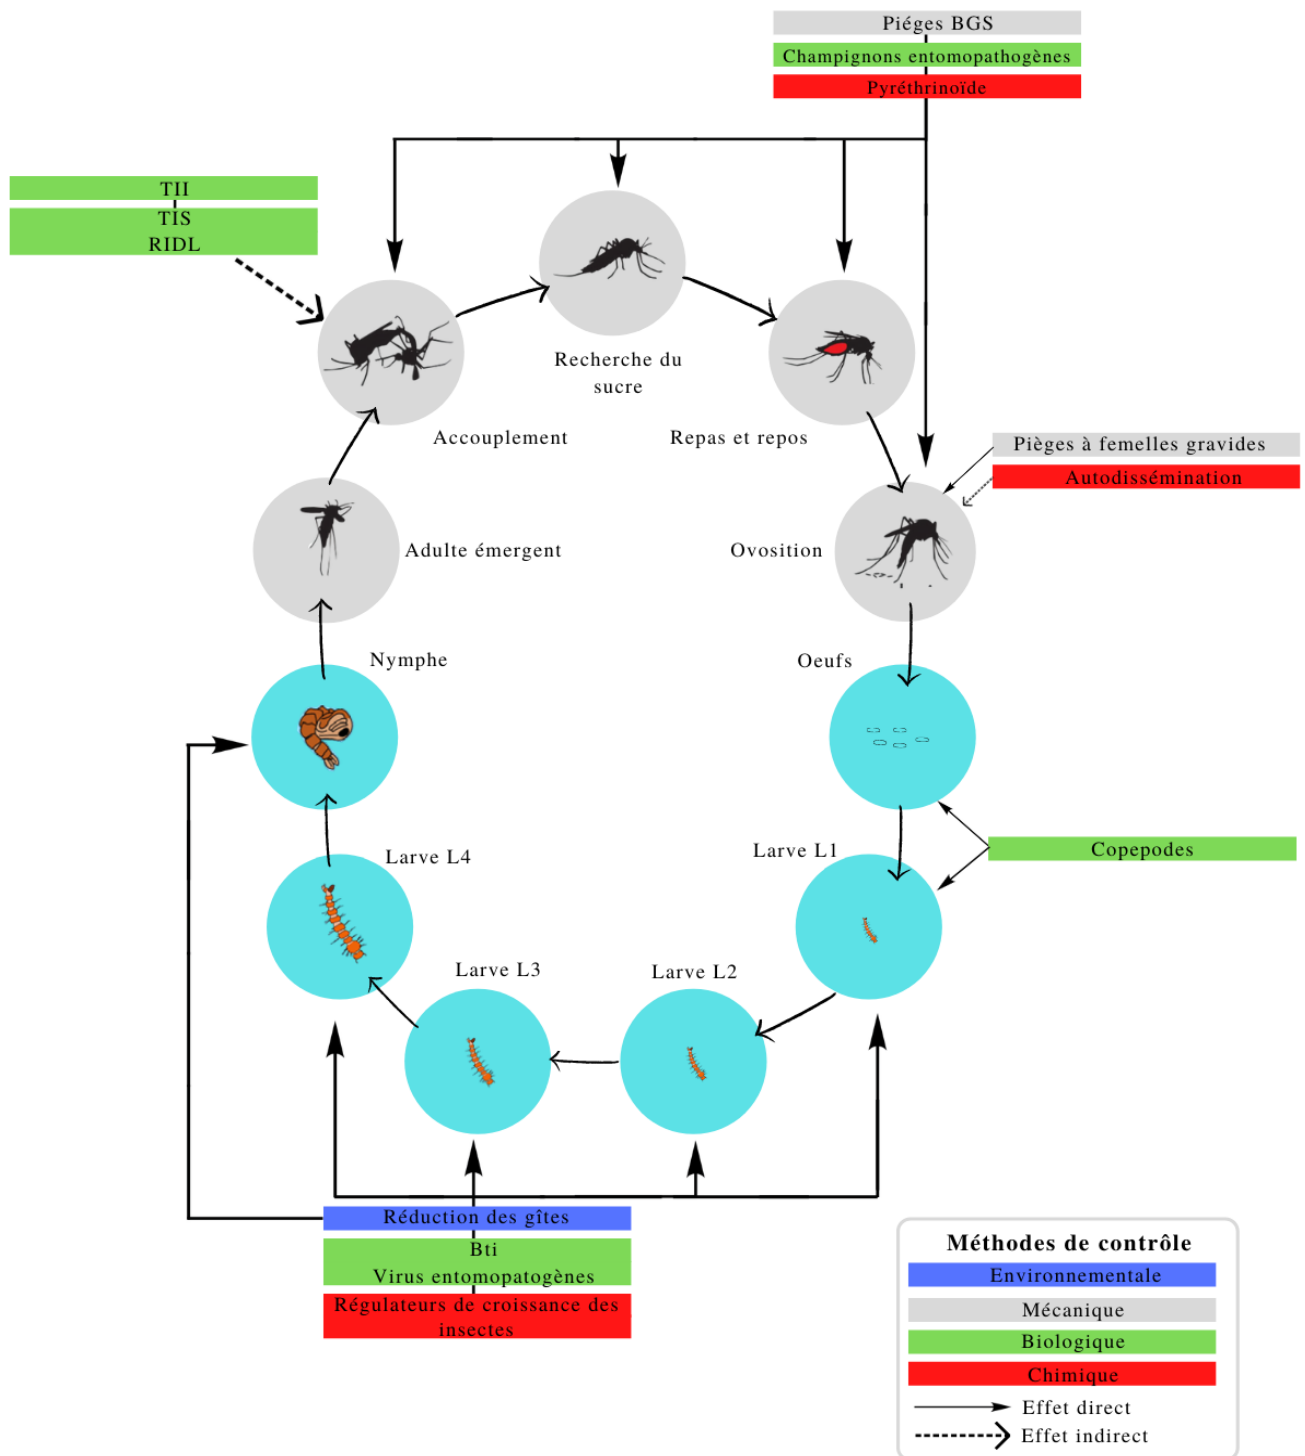 Piéges BGS
Champignons entomopathogènes
Pyréthrinoïde
TII
TIS
RIDL
Recherche du
sucre
Accouplement
Repas et repos
Pièges à femelles gravides
Autodissémination
Adulte émergent
Ovosition
Nymphe
Oeufs
Larve L4
Larve L1
Copepodes
Larve L3
Larve L2
Réduction des gîtes
Bti
Virus entomopatogènes
Régulateurs de croissance des
insectes
Méthodes de contrôle
Environnementale
Mécanique
Biologique
Chimique
Effet direct
Effet indirect